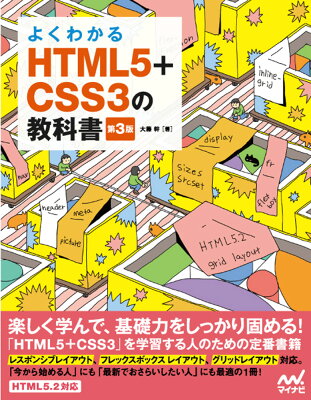 よくわかる
HTML5+
CSS3の
教科書 第3版 大藤 幹［著］
inline-
grid
display
nav
Sizes
Srcset
fr
flex
box
header
meta
picture
HTML5.2
grid layout
楽しく学んで、基礎力をしっかり固める!
「HTML5+CSS3」を学習する人のための定番書籍
レスポンシブレイアウト、フレックスボックスレイアウト、グリッドレイアウト対応。
「今から始める人」にも「最新でおさらいしたい人」にも最適の1冊!
HTML5.2対応
マイナビ